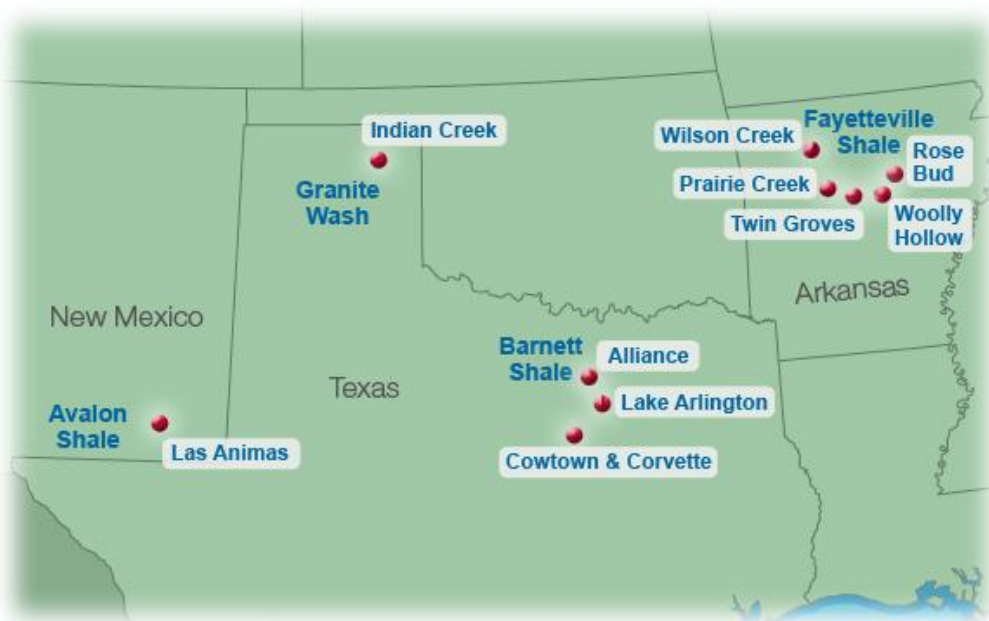 Indian Creek
Granite
Wash
Wilson Creek
Fayetteville
Shale
Rose
Bud
Prairie Creek
Twin Groves
Woolly
Hollow
Arkansas
New Mexico
Texas
Barnett
Shale
Alliance
Lake Arlington
Cowtown & Corvette
Avalon
Shale
Las Animas